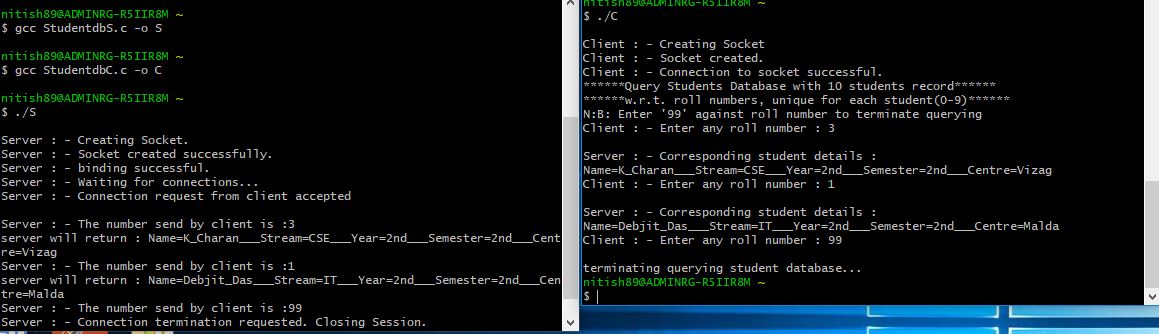 nitish89@ADMINRG-R5IIR8M ~
$ gcc StudentdbS.c -o S
nitish89@ADMINRG-R5IIR8M ~
$ gcc StudentdbC.c -o C
nitish89@ADMINRG-R5IIR8M ~
$ ./S
Server : - Creating Socket.
Server : - Socket created successfully.
Server : - binding successful.
Server : - Waiting for connections...
Server : - Connection request from client accepted
Server : - The number send by client is :3
server will return : Name=K_Charan___Stream=CSE___Year=2nd___Semester=2nd___Cent
re=Vizag
Server : - The number send by client is :1
server will return : Name=Debjit_Das___Stream=IT___Year=2nd___Semester=2nd___Cen
tre=Malda
Server : - The number send by client is :99
Server : - Connection termination requested. Closing Session.
nitish89@ADMINRG-R5IIR8M ~
$ ./C
Client : - Creating Socket
Client : - Socket created.
Client : - Connection to socket successful.
******Query Students Database with 10 students record******
******w.r.t. roll numbers, unique for each student(0-9)******
N:B: Enter '99' against roll number to terminate querying
Client : - Enter any roll number : 3
Server : - Corresponding student details :
Name=K_Charan___Stream=CSE___Year=2nd___Semester=2nd___Centre=Vizag
Client : - Enter any roll number : 1
Server : - Corresponding student details :
Name=Debjit_Das___Stream=IT___Year=2nd___Semester=2nd___Centre=Malda
Client : - Enter any roll number : 99
terminating querying student database...
nitish89@ADMINRG-R5IIR8M ~
$